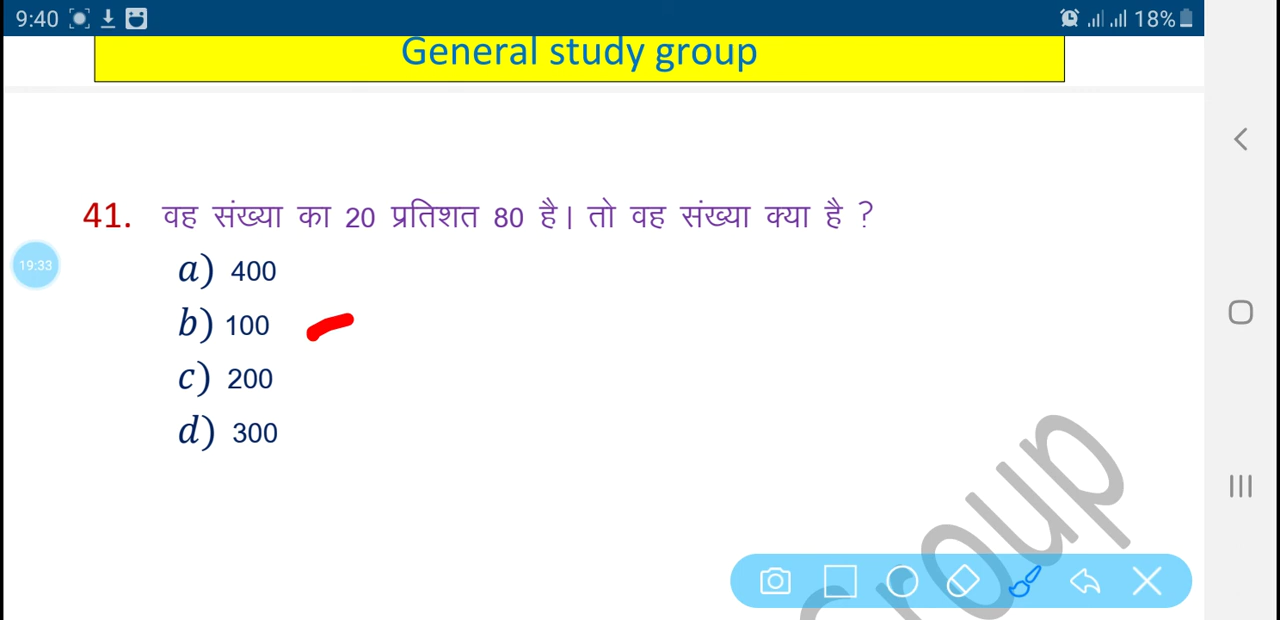 9:40 18%
General study group
41. वह संख्या का 20 प्रतिशत 80 है। तो वह संख्या क्या है ?
19:33
a) 400
b) 100
c) 200
d) 300
Group